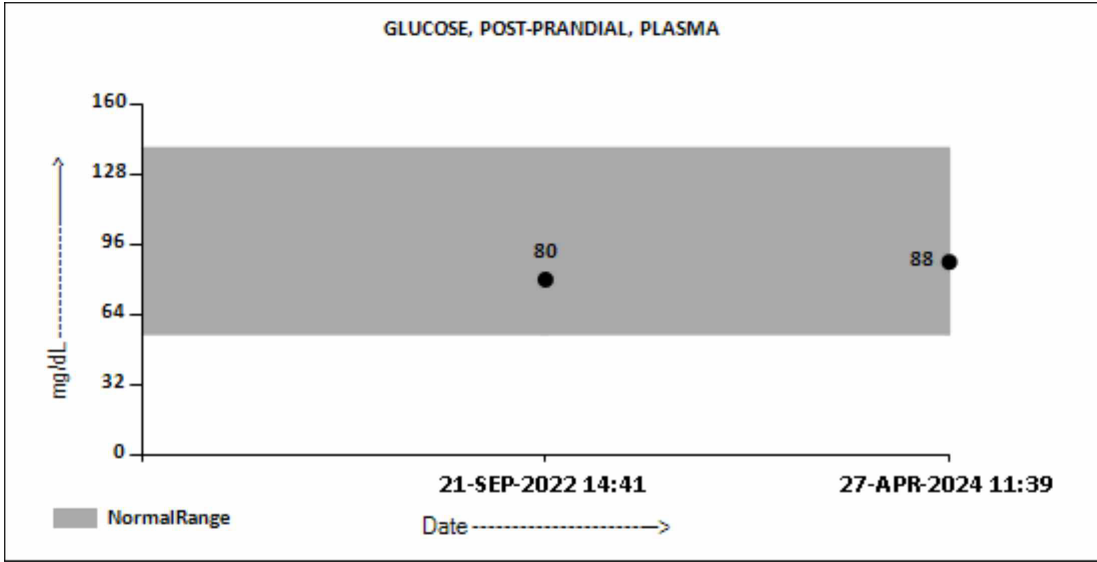 GLUCOSE, POST-PRANDIAL, PLASMA
160
128
96
64
32
0
mg/dL
80
88
21-SEP-2022 14:41
27-APR-2024 11:39
NormalRange
Date